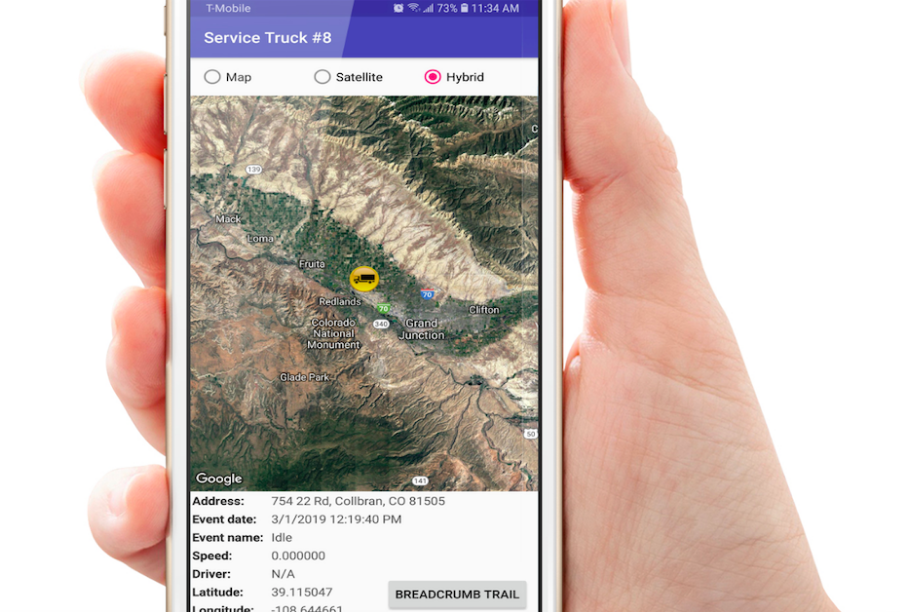 T-Mobile 73% 11:34 AM
Service Truck #8
Map Satellite Hybrid
139
Mack
Loma
Fruita
Redlands
70
70
Clifton
340
Grand
Junction
Colorado
National
Monument
Glade Park
50
141
Google
Address: 754 22 Rd, Collbran, CO 81505
Event date: 3/1/2019 12:19:40 PM
Event name: Idle
Speed: 0.000000
Driver: N/A
Latitude: 39.115047
BREADCRUMB TRAIL
Longitude: -108.644661